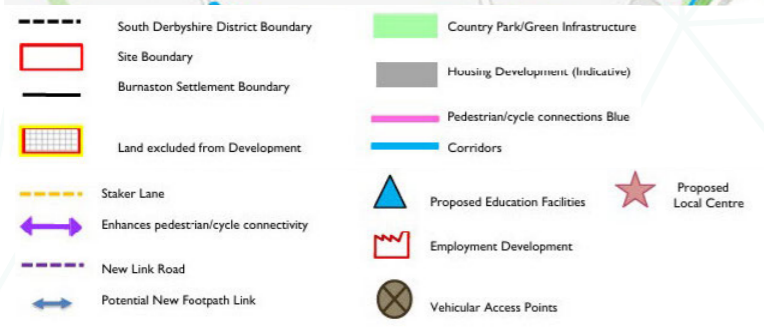 South Derbyshire District Boundary
Site Boundary
Burnaston Settlement Boundary
Land excluded from Development
Staker Lane
Enhances pedestrian/cycle connectivity
New Link Road
Potential New Footpath Link
Country Park/Green Infrastructure
Housing Development (Indicative)
Pedestrian/cycle connections Blue
Corridors
Proposed Education Facilities
Employment Development
Vehicular Access Points
Proposed
Local Centre